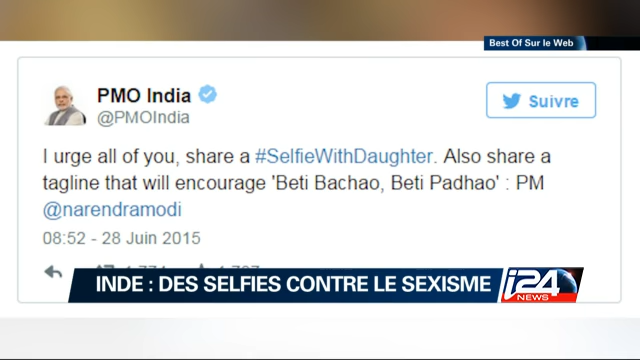 Best Of Sur le Web
PMO India
@PMOIndia
Suivre
I urge all of you, share a #SelfieWithDaughter. Also share a
tagline that will encourage 'Beti Bachao, Beti Padhao' : PM
@narendramodi
08:52 - 28 Juin 2015
INDE : DES SELFIES CONTRE LE SEXISME
i24
NEWS